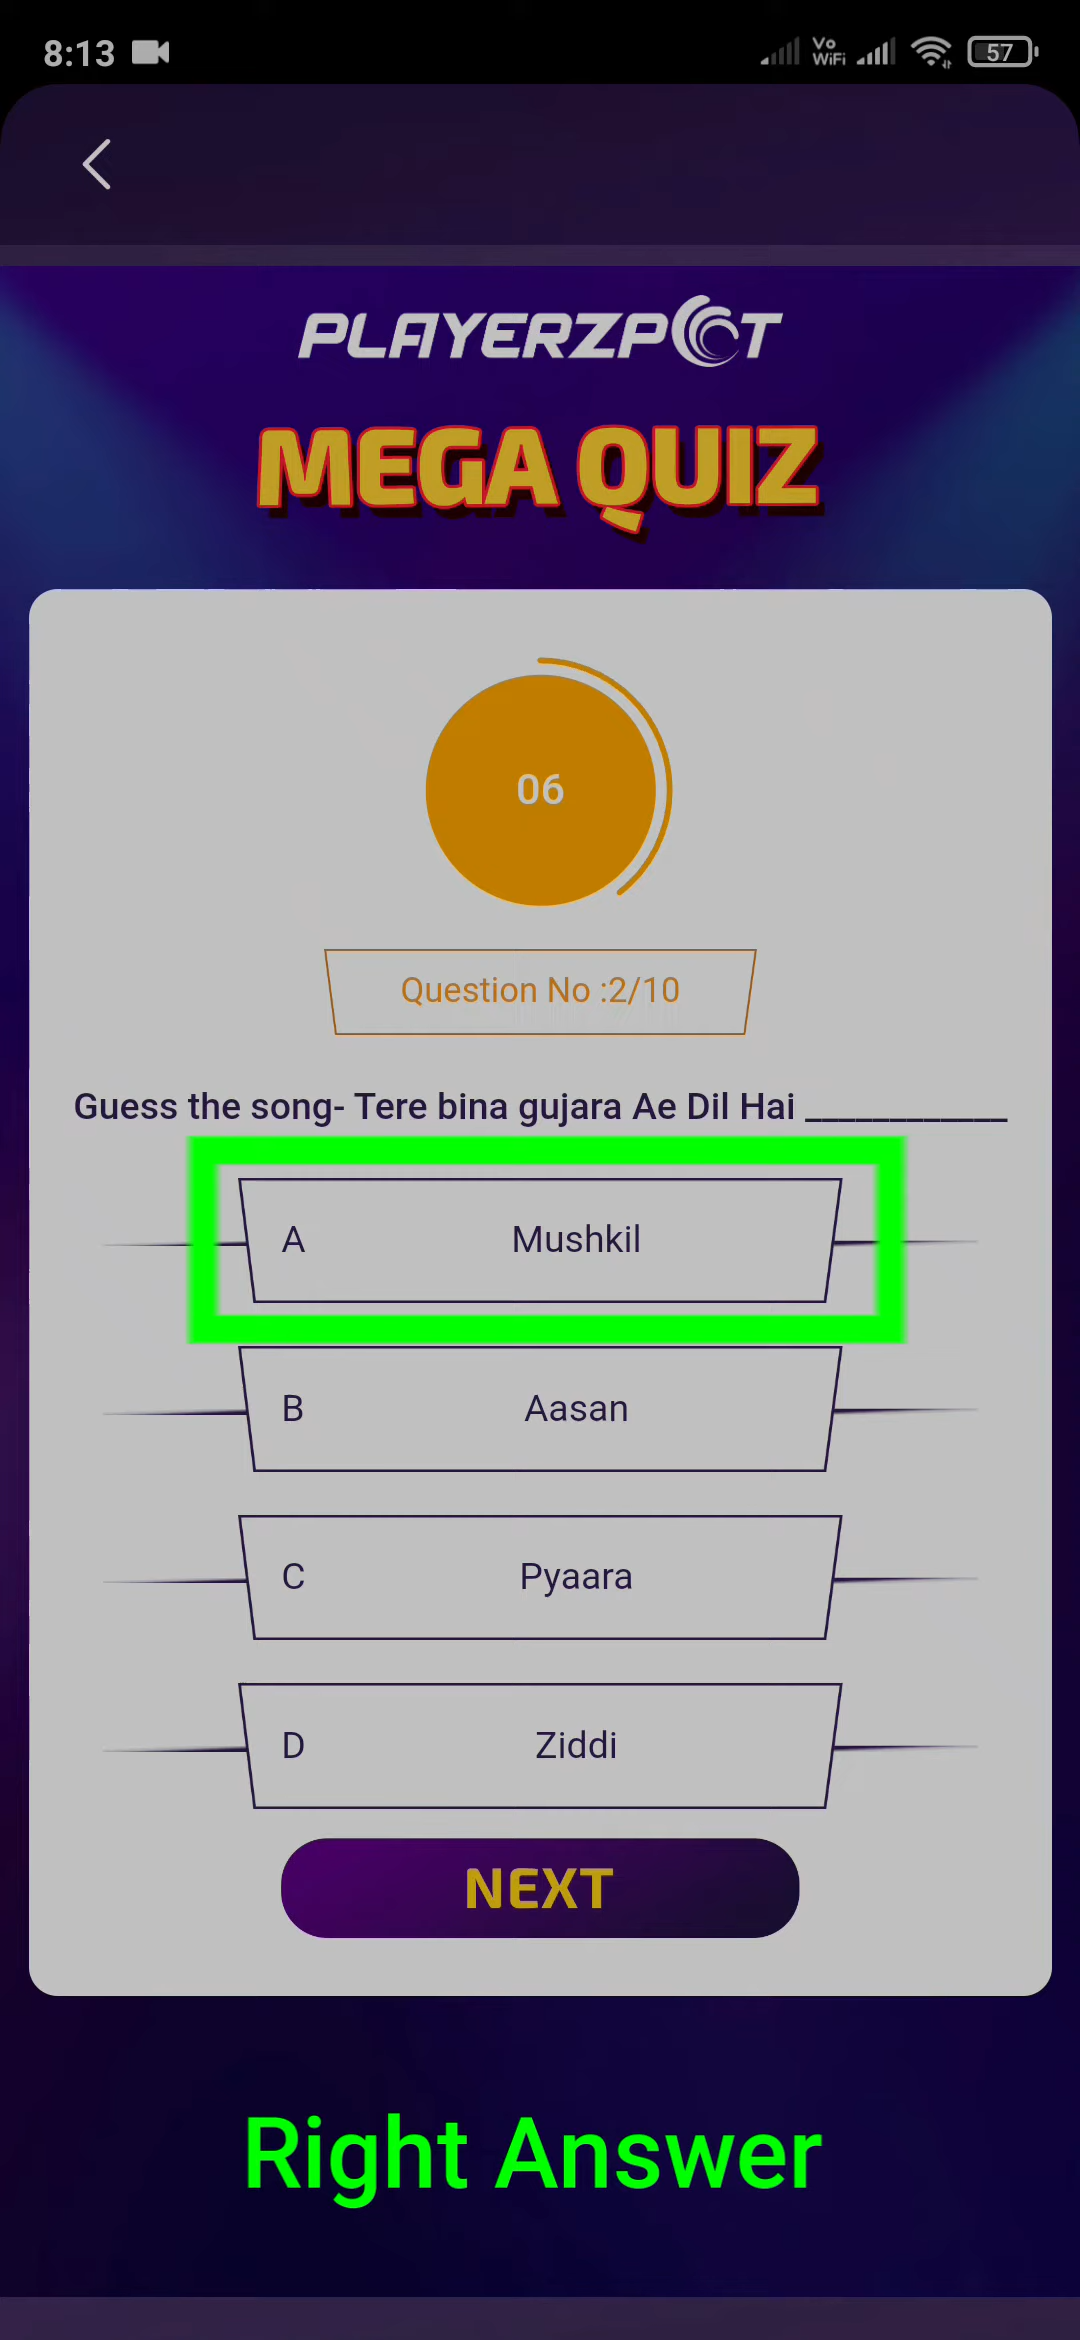 8:13
Vo
WiFi
57
PLAYERZPOT
MEGA QUIZ
06
Question No :2/10
Guess the song- Tere bina gujara Ae Dil Hai ____________
A Mushkil
B Aasan
C Pyaara
D Ziddi
NEXT
Right Answer